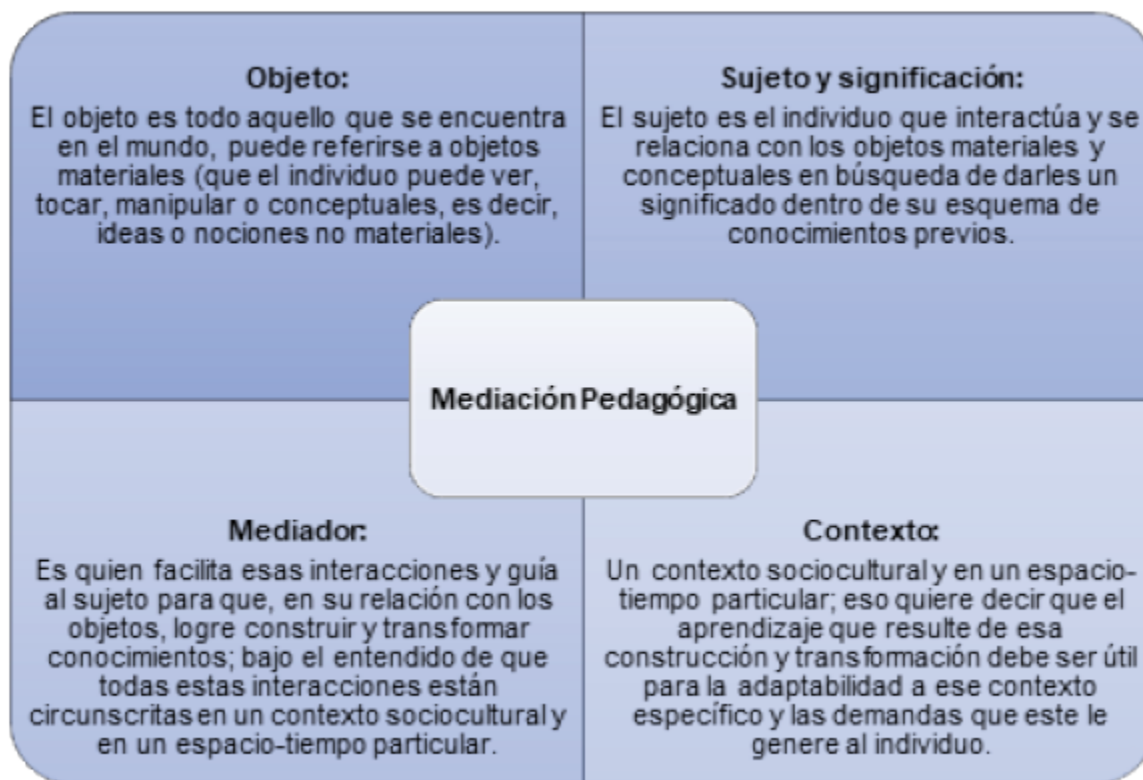 Objeto:
El objeto es todo aquello que se encuentra
en el mundo, puede referirse a objetos
materiales (que el individuo puede ver,
tocar, manipular o conceptuales, es decir,
ideas o nociones no materiales).
Sujeto y significación:
El sujeto es el individuo que interactúa y se
relaciona con los objetos materiales y
conceptuales en búsqueda de darles un
significado dentro de su esquema de
conocimientos previos.
Mediación Pedagógica
Mediador:
Es quien facilita esas interacciones y guía
al sujeto para que, en su relación con los
objetos, logre construir y transformar
conocimientos; bajo el entendido de que
todas estas interacciones están
circunscritas en un contexto sociocultural y
en un espacio-tiempo particular.
Contexto:
Un contexto sociocultural y en un espacio-
tiempo particular; eso quiere decir que el
aprendizaje que resulte de esa
construcción y transformación debe ser útil
para la adaptabilidad a ese contexto
específico y las demandas que este le
genere al individuo.